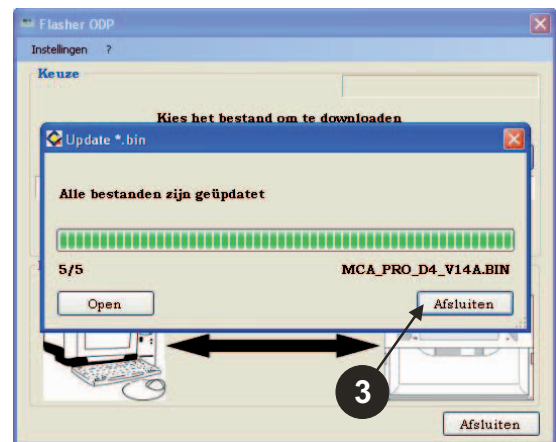 Flasher ODP
Instellingen ?
Keuze
Kies het bestand om te downloaden
Update *.bin
Alle bestanden zijn geüpdatet
5/5 MCA_PRO_D4_V14A.BIN
Open Afsluiten
3
Afsluiten